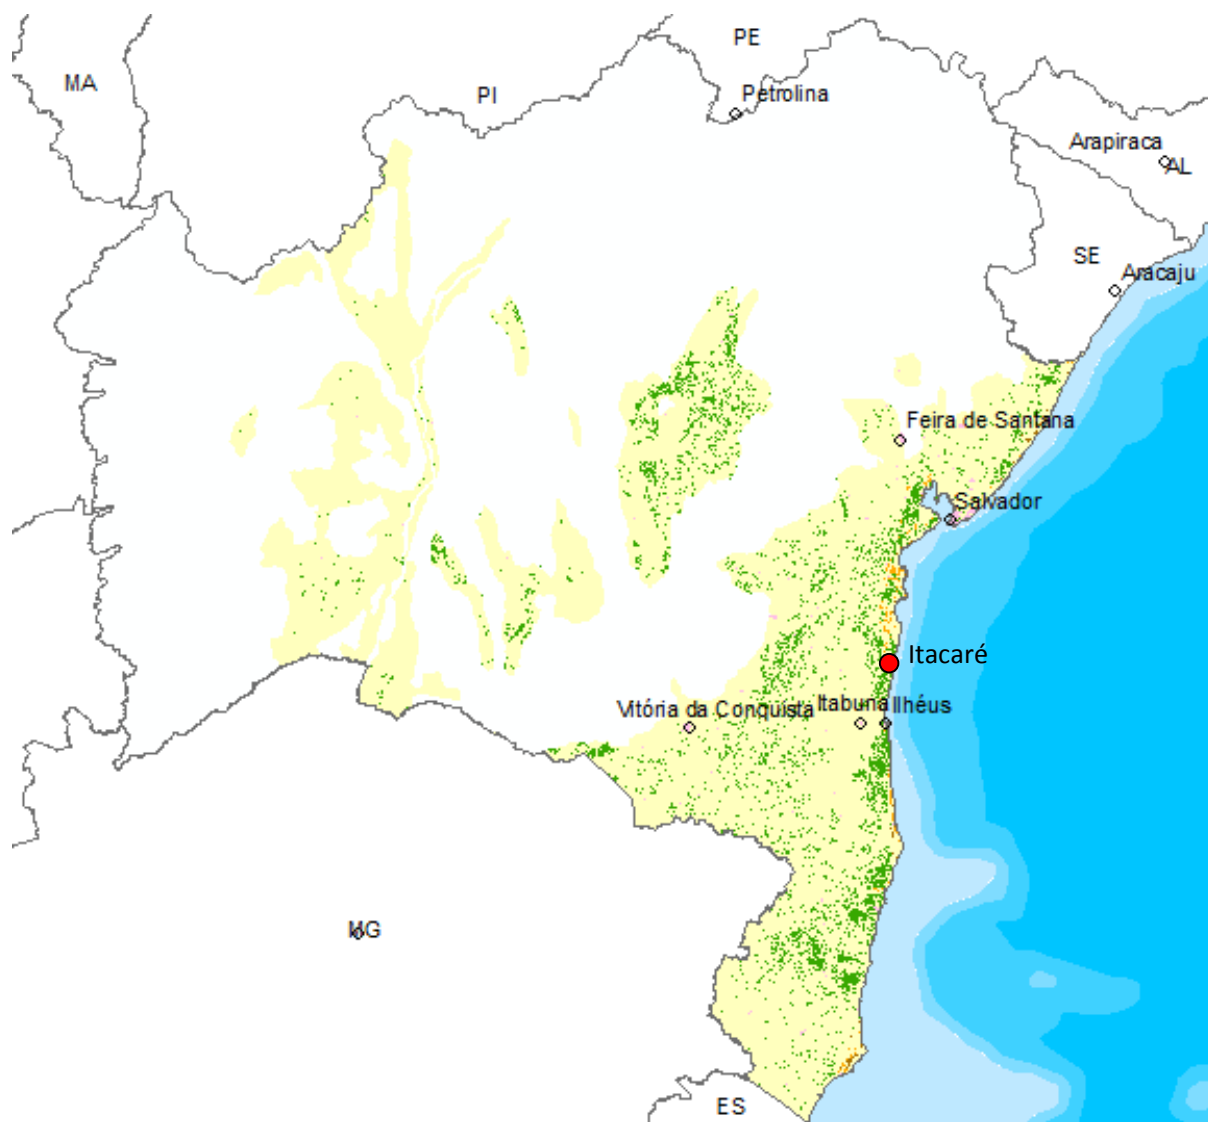 PE
MA
PI
Petrolina
Arapiraca
AL
SE
Aracaju
Feira de Santana
Salvador
Itacaré
Vitória da Conquista
Itabuna
Ilhéus
MG
ES